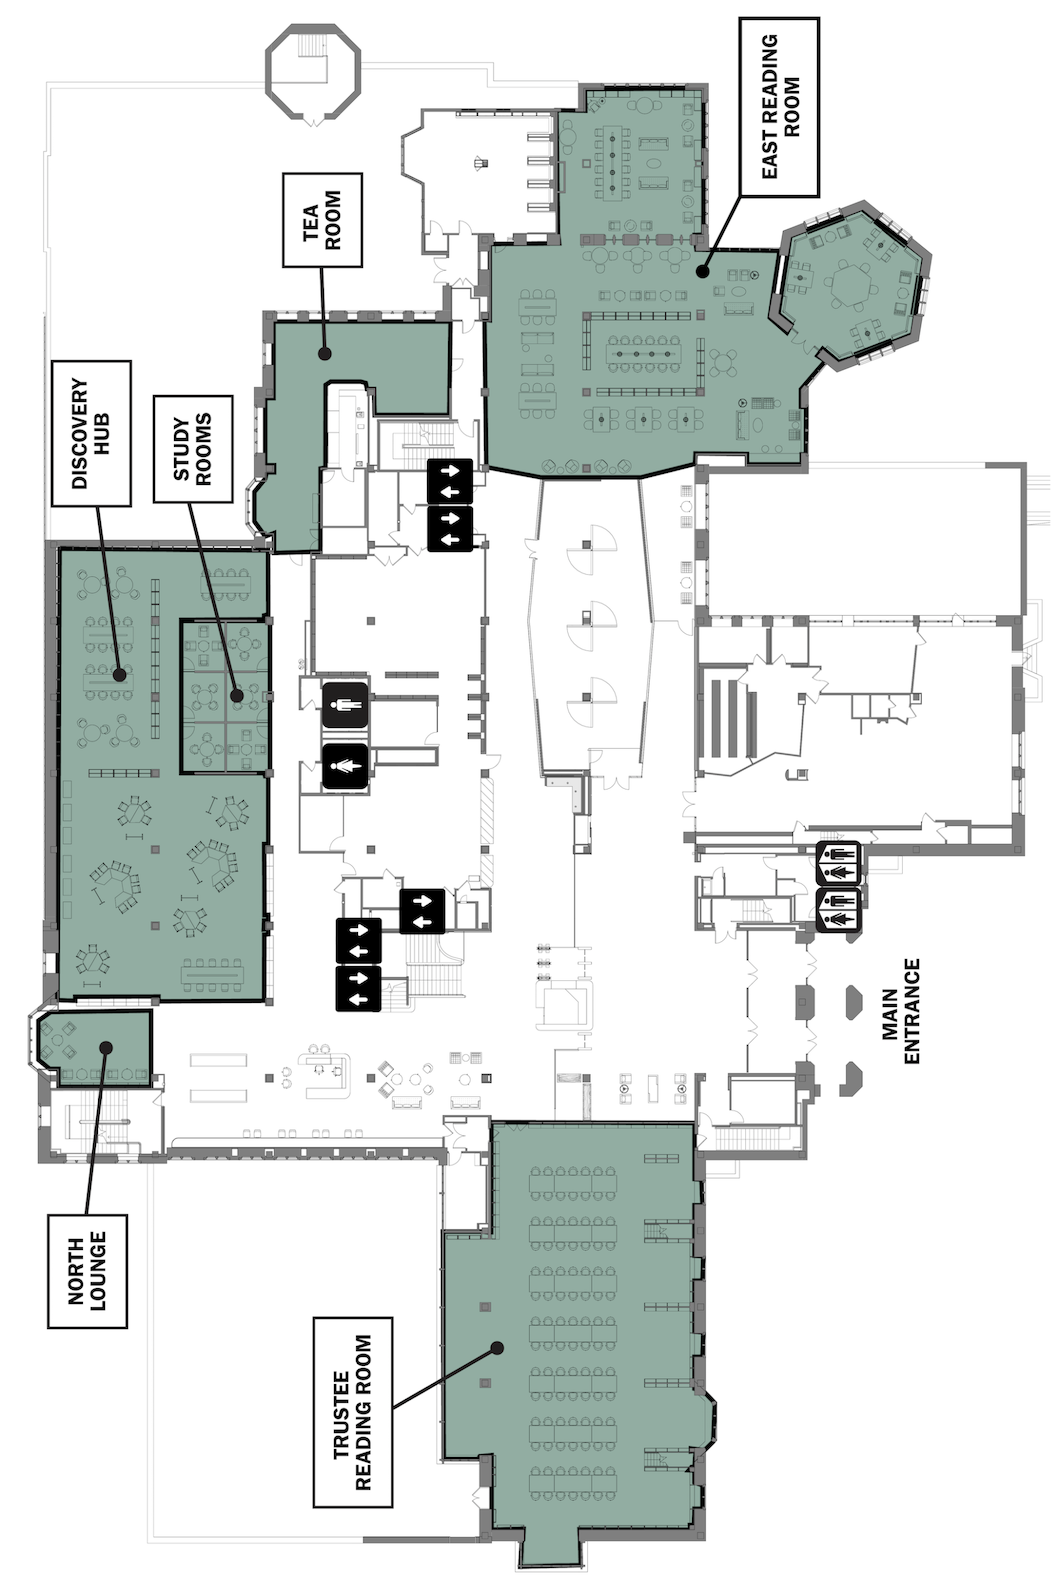 NORTH
LOUNGE
DISCOVERY
HUB
STUDY
ROOMS
TEA
ROOM
TRUSTEE
READING ROOM
EAST READING
ROOM
MAIN
ENTRANCE